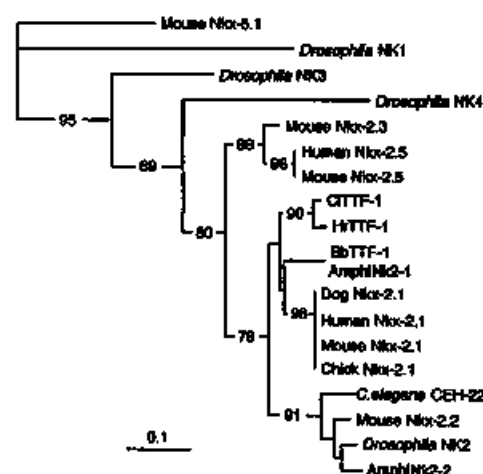 Mouse Nkx-5.1
Drosophila NK1
Drosophila NK3
95
Drosophila NK4
Mouse Nkx-2.3
88
Human Nkx-2.5
69
96
Mouse Nkx-2.5
CiTTF-1
90
HrTTF-1
80
BbTTF-1
AmphiNk2-1
Dog Nkx-2.1
98
Human Nkx-2.1
78
Mouse Nkx-2.1
Chick Nkx-2.1
C.elegans CEH-22
91
Mouse Nkx-2.2
0.1
Drosophila NK2
AmphiNk2-2